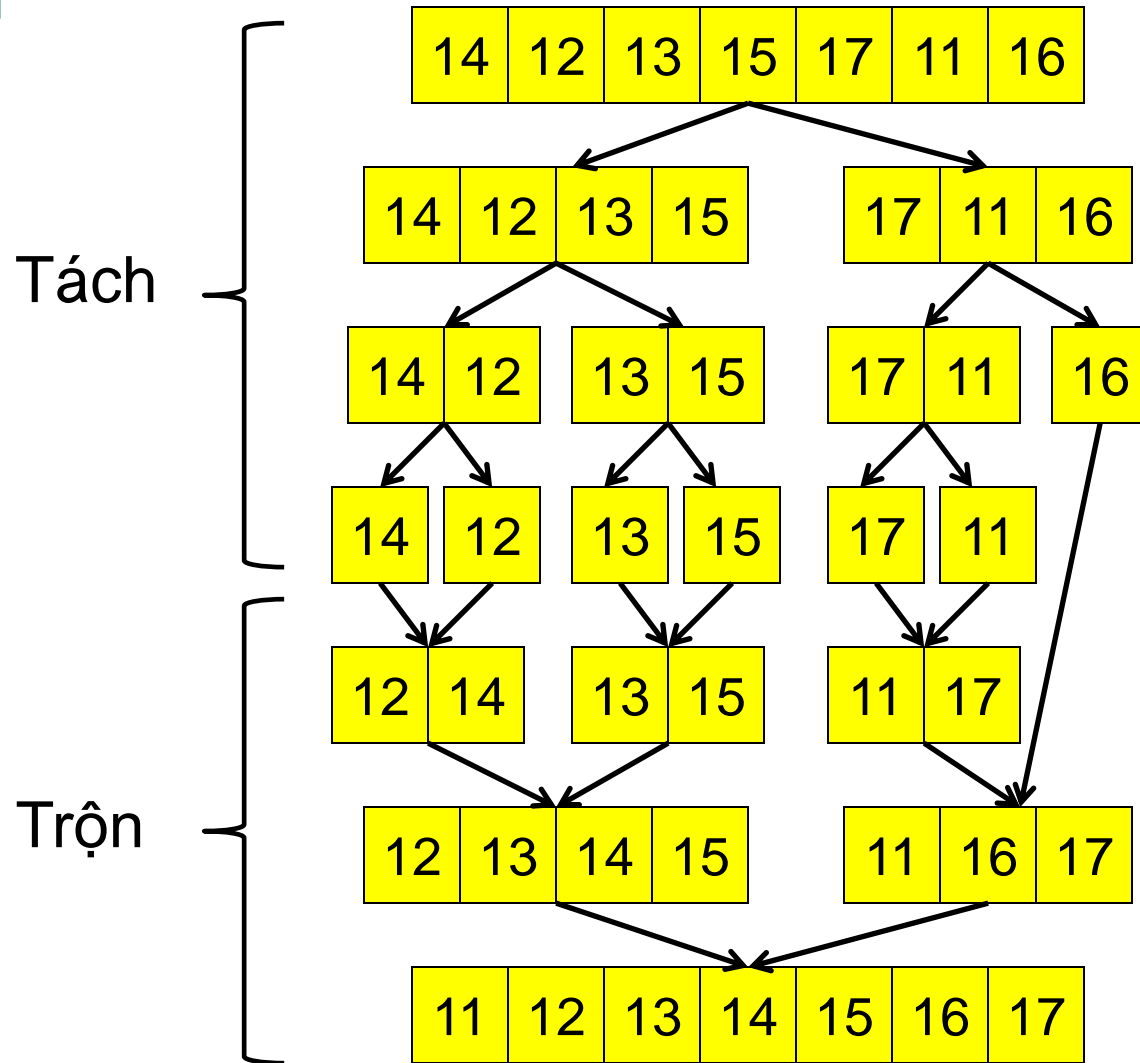 14 12 13 15 17 11 16
14 12 13 15 17 11 16
Tách
14 12 13 15 17 11 16
14 12 13 15 17 11
12 14 13 15 11 17
Trộn
12 13 14 15 11 16 17
11 12 13 14 15 16 17